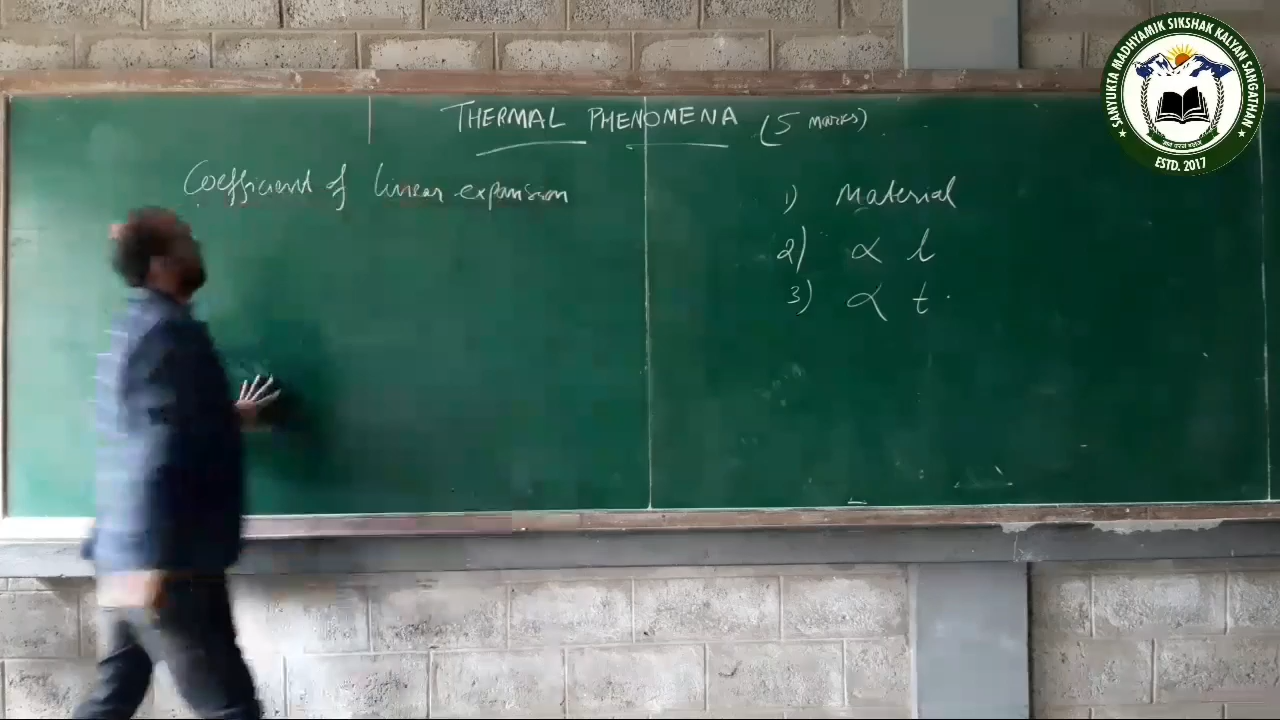 THERMAL PHENOMENA (5 marks)
Coefficient of linear expansion
1) Material
2) ∝ l
3) ∝ t
SANYUKTA MADHYAMIK SIKSHAK KALYAN SANGATHAN
ESTD. 2017